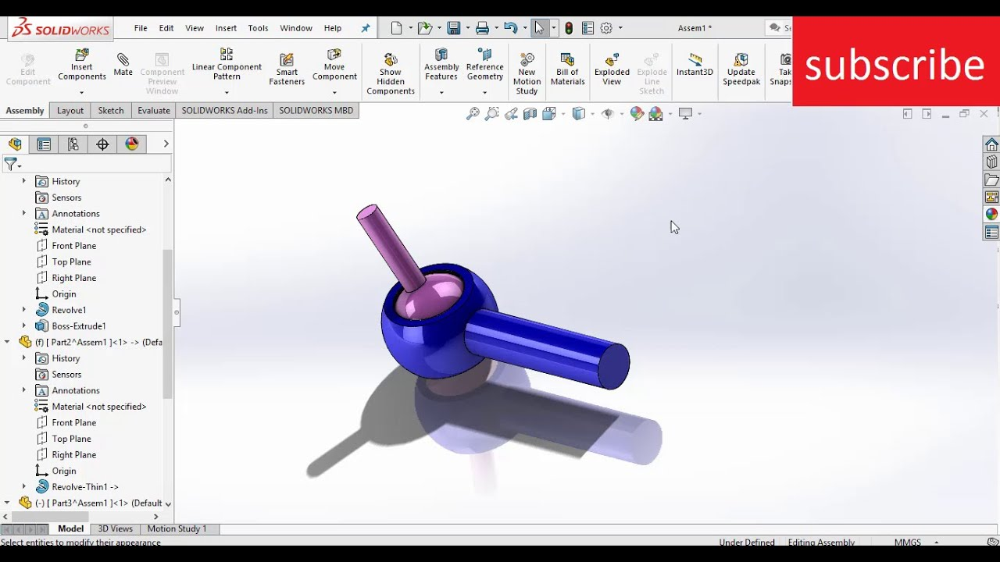 SOLIDWORKS File Edit View Insert Tools Window Help Assem1 *
subscribe
Edit Component
Insert Components
Mate
Component Preview Window
Linear Component Pattern
Smart Fasteners
Move Component
Show Hidden Components
Assembly Features
Reference Geometry
New Motion Study
Bill of Materials
Exploded View
Explode Line Sketch
Instant3D
Update Speedpak
Assembly Layout Sketch Evaluate SOLIDWORKS Add-Ins SOLIDWORKS MBD
History
Sensors
Annotations
Material <not specified>
Front Plane
Top Plane
Right Plane
Origin
Revolve1
Boss-Extrude1
(f) [ Part2^Assem1 ]<1> -> (Defa
History
Sensors
Annotations
Material <not specified>
Front Plane
Top Plane
Right Plane
Origin
Revolve-Thin1 ->
(-) [ Part3^Assem1 ]<1> (Default
Model 3D Views Motion Study 1
Select entities to modify their appearance Under Defined Editing Assembly MMGS